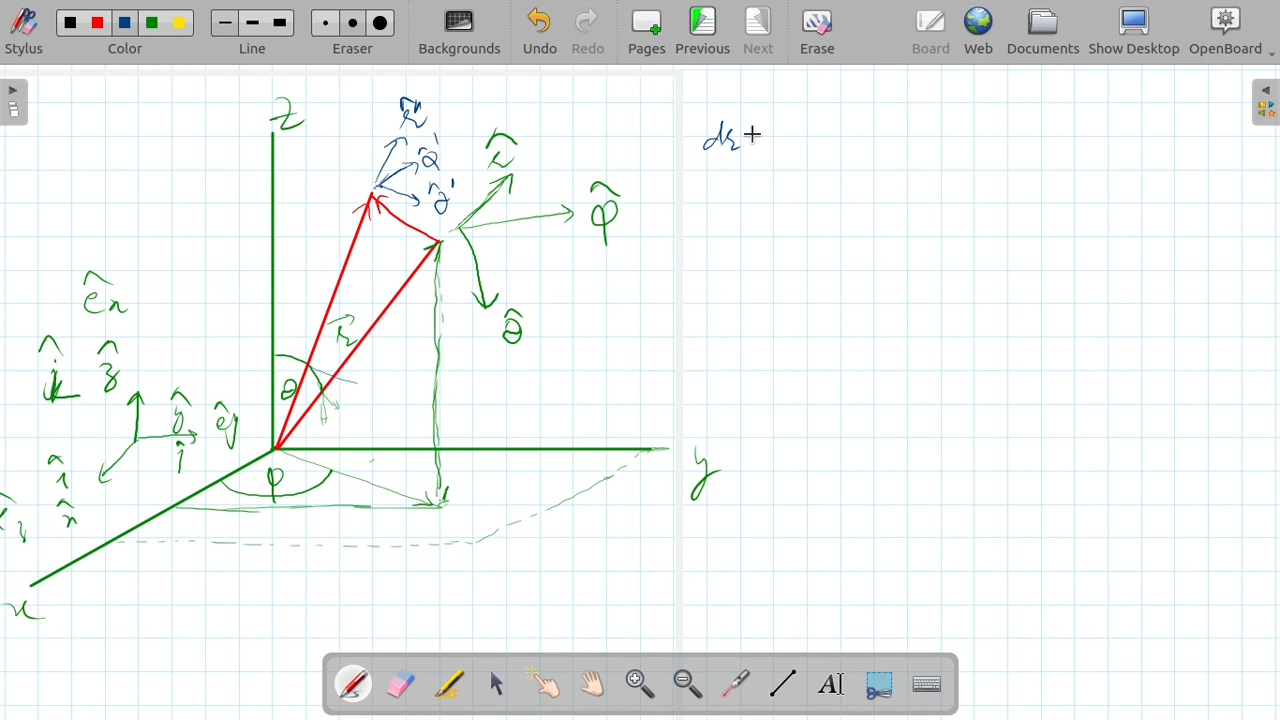 Stylus Color Line Eraser Backgrounds Undo Redo Pages Previous Next Erase Board Web Documents Show Desktop OpenBoard
z
r̂'
θ̂'
r̂
φ̂
dr
r⃗
θ̂
θ
ĵ
î
φ
x̂
y
x